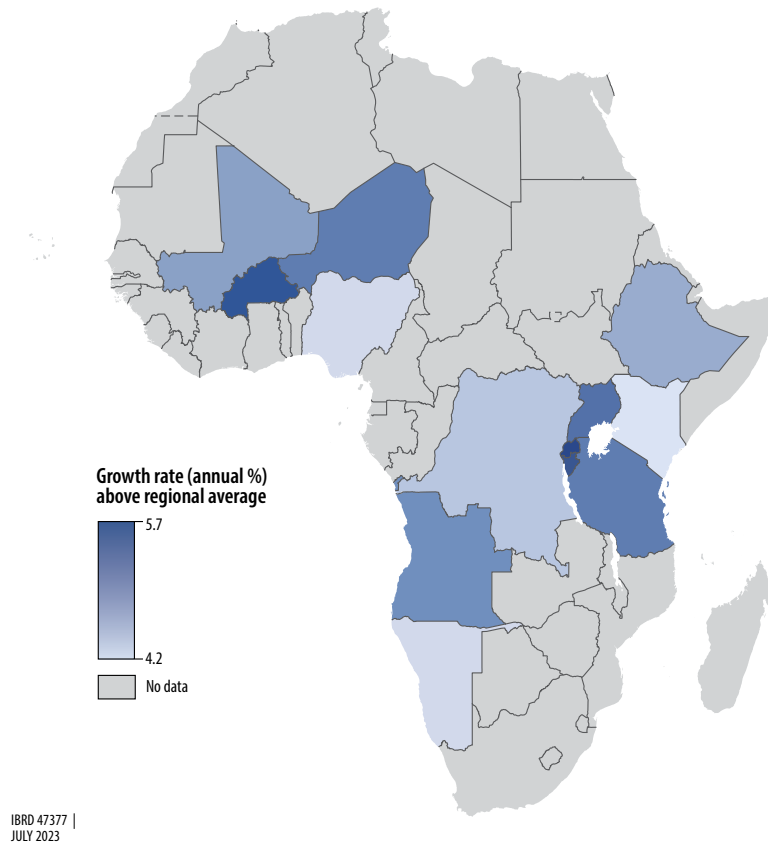 Growth rate (annual %)
above regional average
5.7
4.2
No data
IBRD 47377 |
JULY 2023